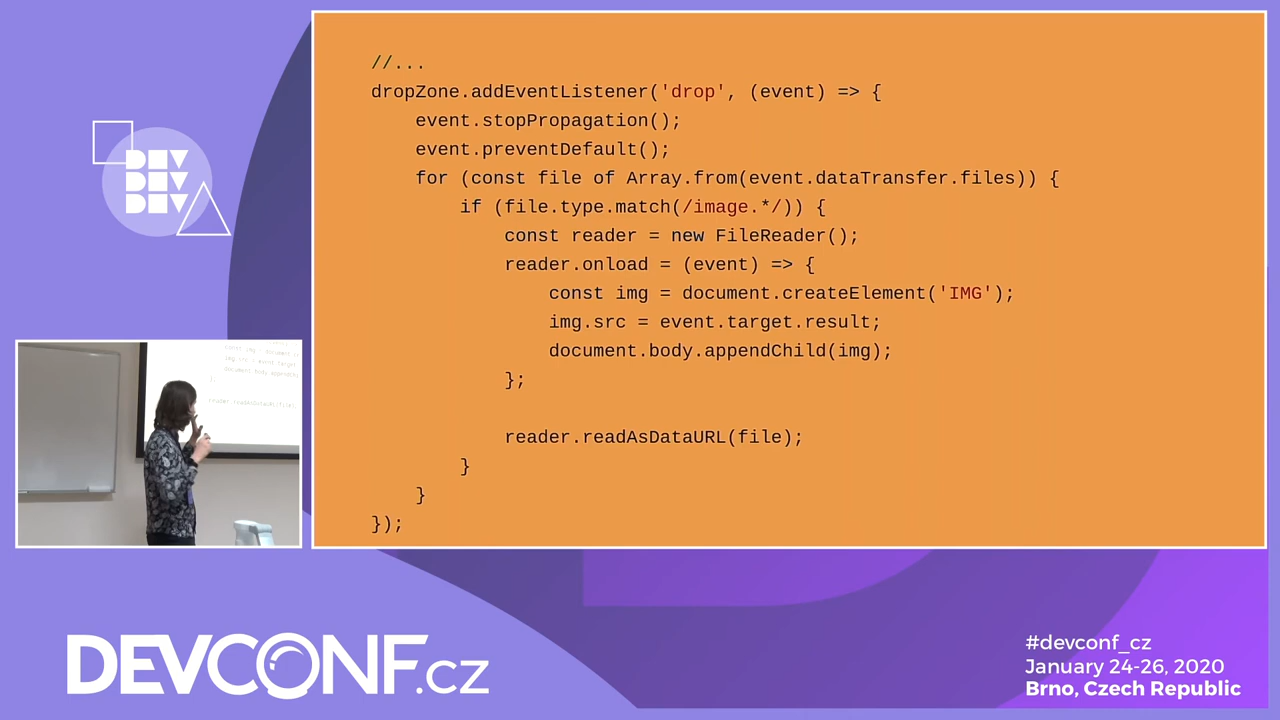 //...
dropZone.addEventListener('drop', (event) => {
    event.stopPropagation();
    event.preventDefault();
    for (const file of Array.from(event.dataTransfer.files)) {
        if (file.type.match(/image.*/)) {
            const reader = new FileReader();
            reader.onload = (event) => {
                const img = document.createElement('IMG');
                img.src = event.target.result;
                document.body.appendChild(img);
            };

            reader.readAsDataURL(file);
        }
    }
});
DEV
DEV
DEV
DEVCONF.cz
#devconf_cz
January 24-26, 2020
Brno, Czech Republic